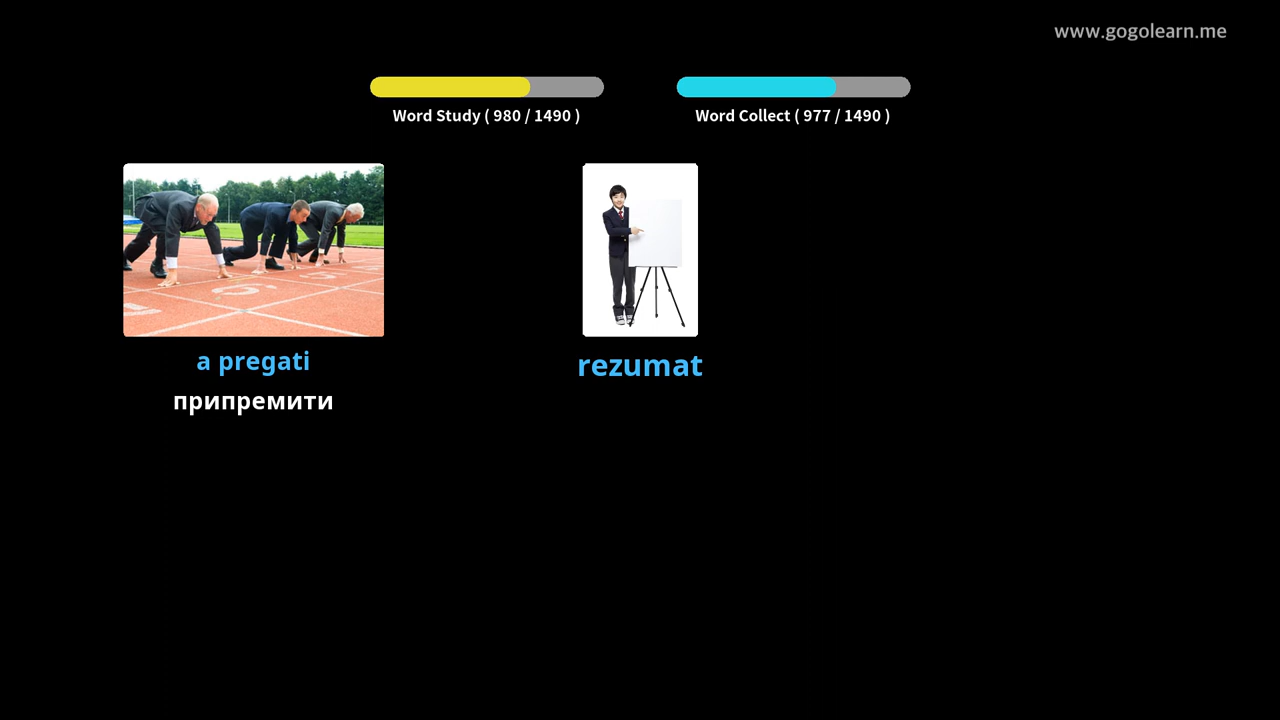 www.gogolearn.me
Word Study ( 980 / 1490 )
Word Collect ( 977 / 1490 )
a pregati
припремити
rezumat